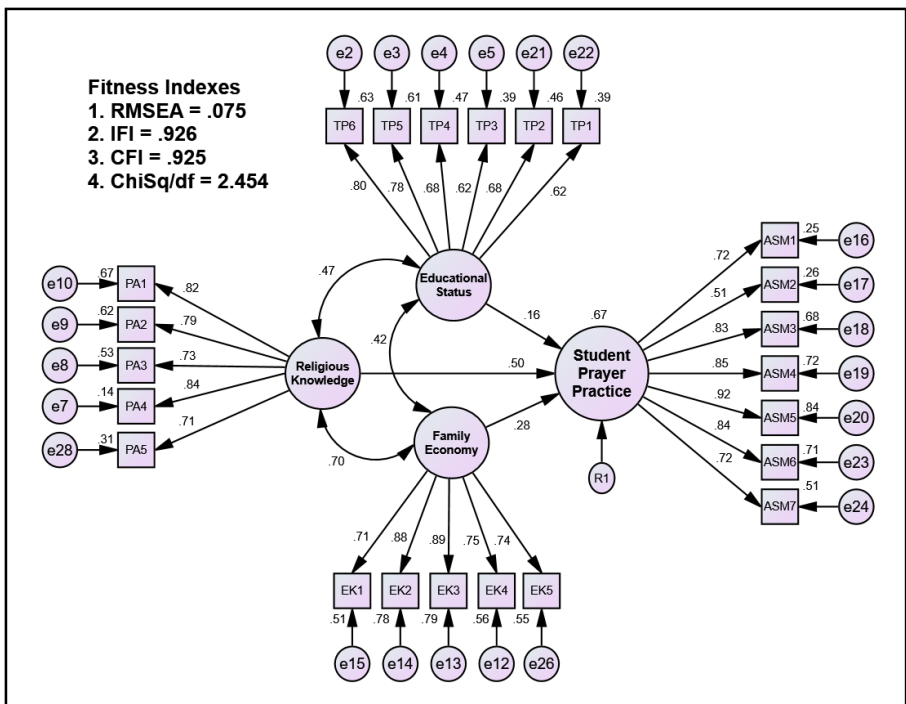 e2
e3
e4
e5
e21
e22
.63
.61
.47
.39
.46
.39
TP6
TP5
TP4
TP3
TP2
TP1
Fitness Indexes
1. RMSEA = .075
2. IFI = .926
3. CFI = .925
4. ChiSq/df = 2.454
.80
.78
.68
.62
.68
.62
Educational
Status
.47
.42
.70
.16
.50
.28
e10
e9
e8
e7
e28
.67
.62
.53
.14
.31
PA1
PA2
PA3
PA4
PA5
.82
.79
.73
.84
.71
Religious
Knowledge
Family
Economy
.67
Student
Prayer
Practice
R1
.72
.51
.83
.85
.92
.84
.72
ASM1
ASM2
ASM3
ASM4
ASM5
ASM6
ASM7
.25
.26
.68
.72
.84
.71
.51
e16
e17
e18
e19
e20
e23
e24
.71
.88
.89
.75
.74
EK1
EK2
EK3
EK4
EK5
.51
.78
.79
.56
.55
e15
e14
e13
e12
e26